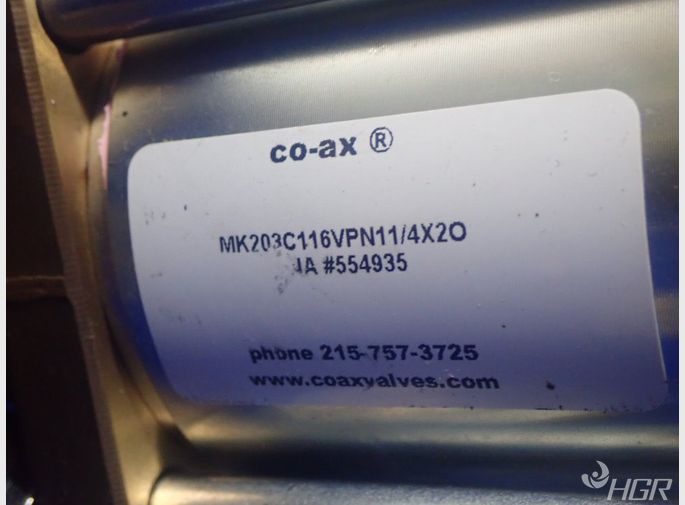 co-ax ®
MK203C116VPN11/4X2O
IA #554935
phone 215-757-3725
www.coaxvalves.com
HGR